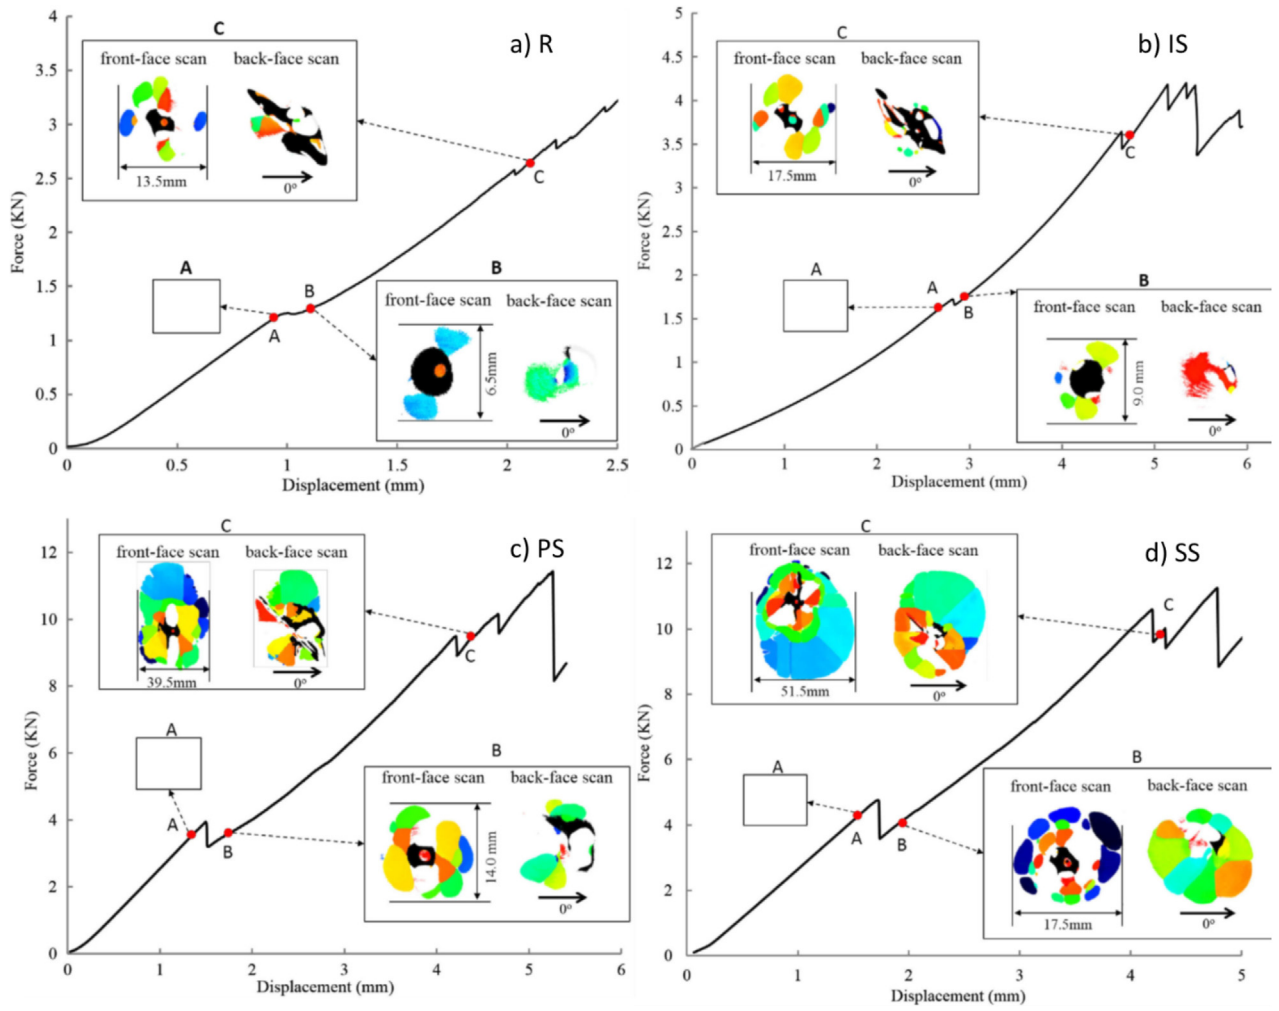 a) R
4
3.5
3
2.5
2
1.5
1
0.5
0
0
0.5
1
1.5
2
2.5
Force (KN)
Displacement (mm)
C
front-face scan
back-face scan
13.5mm
0°
C
A
B
A
B
front-face scan
back-face scan
6.5mm
0°
b) IS
5
4.5
4
3.5
3
2.5
2
1.5
1
0.5
0
0
1
2
3
4
5
6
Force (KN)
Displacement (mm)
C
front-face scan
back-face scan
17.5mm
0°
C
A
A
B
B
front-face scan
back-face scan
9.0 mm
0°
c) PS
12
10
8
6
4
2
0
0
1
2
3
4
5
6
Force (KN)
Displacement (mm)
C
front-face scan
back-face scan
39.5mm
0°
C
A
A
B
B
front-face scan
back-face scan
14.0 mm
0°
d) SS
12
10
8
6
4
2
0
0
1
2
3
4
5
Force (KN)
Displacement (mm)
C
front-face scan
back-face scan
51.5mm
0°
C
A
A
B
B
front-face scan
back-face scan
17.5mm
0°